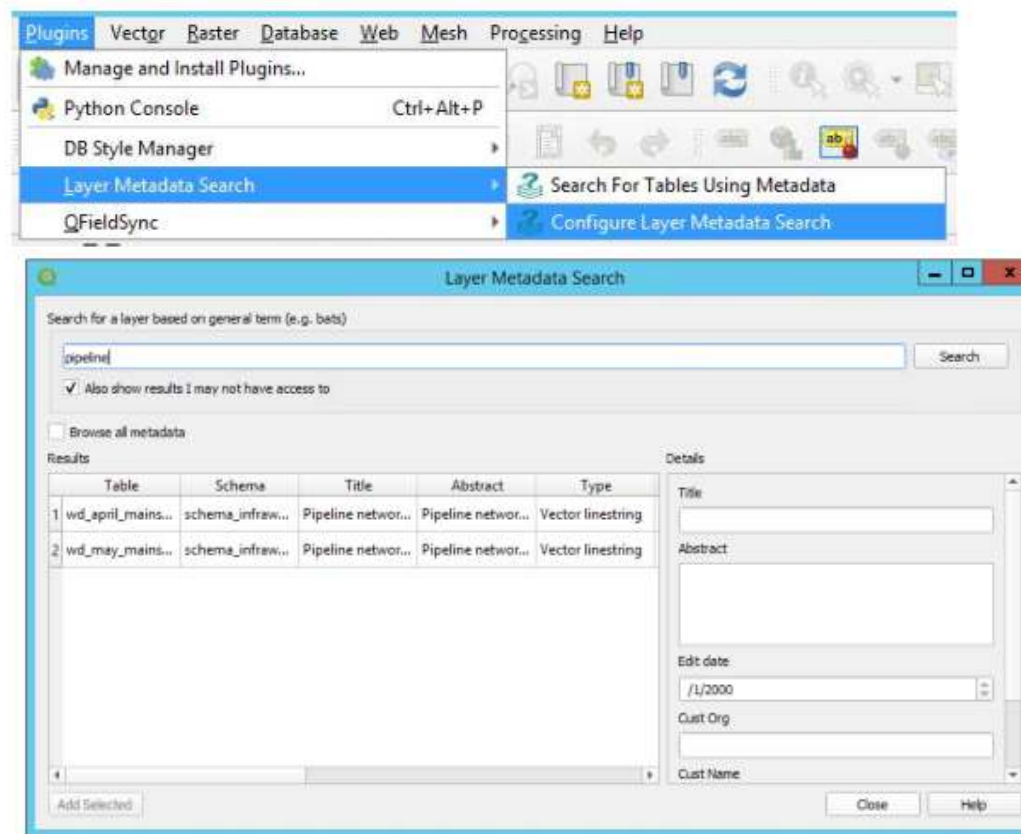 Plugins Vector Raster Database Web Mesh Processing Help
Manage and Install Plugins...
Python Console Ctrl+Alt+P
DB Style Manager
Layer Metadata Search
Search For Tables Using Metadata
QFieldSync
Configure Layer Metadata Search
Layer Metadata Search
Search for a layer based on general term (e.g. bats)
pipeline
Search
Also show results I may not have access to
Browse all metadata
Results
Details
Table Schema Title Abstract Type
1 wd_april_mains... schema_infraw... Pipeline networ... Pipeline networ... Vector linestring
2 wd_may_mains... schema_infraw... Pipeline networ... Pipeline networ... Vector linestring
Title
Abstract
Edit date
/1/2000
Cust Org
Cust Name
Add Selected
Close
Help